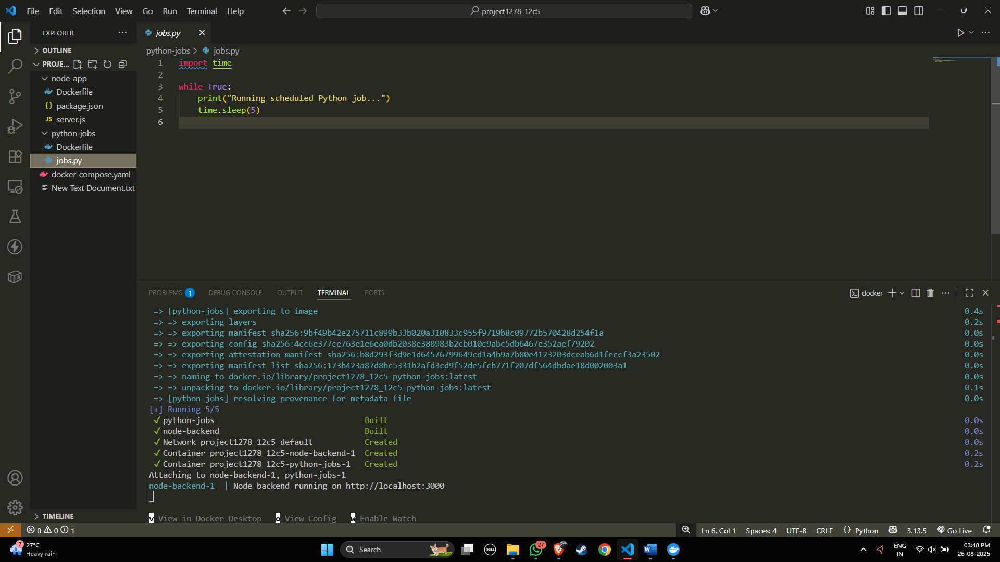 File Edit Selection View Go Run Terminal Help
project1278_12c5
EXPLORER
OUTLINE
PROJE...
node-app
Dockerfile
package.json
JS server.js
python-jobs
Dockerfile
jobs.py
docker-compose.yaml
New Text Document.txt
TIMELINE
jobs.py
python-jobs > jobs.py
1 import time
2
3 while True:
4 print("Running scheduled Python job...")
5 time.sleep(5)
6
PROBLEMS 1 DEBUG CONSOLE OUTPUT TERMINAL PORTS
docker
=> [python-jobs] exporting to image 0.4s
=> => exporting layers 0.2s
=> => exporting manifest sha256:9bf49b42e275711c899b33b020a310833c955f9719b8c09772b570428d254f1a 0.0s
=> => exporting config sha256:4cc6e377ce763e1e6ea0db2038e388983b2cb010c9abc5db6467e352aef79202 0.0s
=> => exporting attestation manifest sha256:b8d293f3d9e1d64576799649cd1a4b9a7b80e4123203dceab6d1feccf3a23502 0.0s
=> => exporting manifest list sha256:173b423a87d8bc5331b2afd3cd9f52de5fcb771f207df564dbdae18d002003a1 0.0s
=> => naming to docker.io/library/project1278_12c5-python-jobs:latest 0.0s
=> => unpacking to docker.io/library/project1278_12c5-python-jobs:latest 0.1s
=> [python-jobs] resolving provenance for metadata file 0.0s
[+] Running 5/5
✓ python-jobs Built 0.0s
✓ node-backend Built 0.0s
✓ Network project1278_12c5_default Created 0.0s
✓ Container project1278_12c5-node-backend-1 Created 0.2s
✓ Container project1278_12c5-python-jobs-1 Created 0.2s
Attaching to node-backend-1, python-jobs-1
node-backend-1 | Node backend running on http://localhost:3000
v View in Docker Desktop o View Config w Enable Watch
0 0 1
Ln 6, Col 1 Spaces: 4 UTF-8 CRLF {} Python 3.13.5 Go Live
7 27°C
Heavy rain
Search
DELL
27
ENG
IN
03:48 PM
26-08-2025